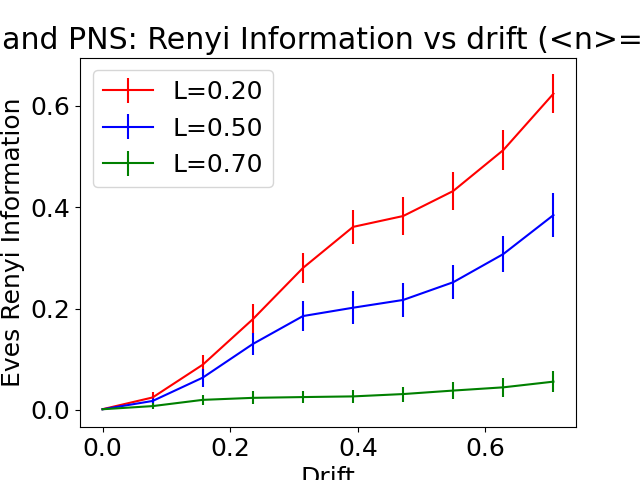 and PNS: Renyi Information vs drift (<n>=
L=0.20
L=0.50
L=0.70
Eves Renyi Information
0.6
0.4
0.2
0.0
0.0 0.2 0.4 0.6
Drift